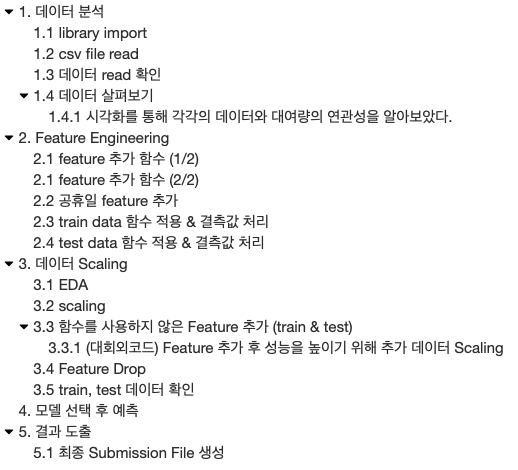 1. 데이터 분석
1.1 library import
1.2 csv file read
1.3 데이터 read 확인
1.4 데이터 살펴보기
1.4.1 시각화를 통해 각각의 데이터와 대여량의 연관성을 알아보았다.
2. Feature Engineering
2.1 feature 추가 함수 (1/2)
2.1 feature 추가 함수 (2/2)
2.2 공휴일 feature 추가
2.3 train data 함수 적용 & 결측값 처리
2.4 test data 함수 적용 & 결측값 처리
3. 데이터 Scaling
3.1 EDA
3.2 scaling
3.3 함수를 사용하지 않은 Feature 추가 (train & test)
3.3.1 (대회외코드) Feature 추가 후 성능을 높이기 위해 추가 데이터 Scaling
3.4 Feature Drop
3.5 train, test 데이터 확인
4. 모델 선택 후 예측
5. 결과 도출
5.1 최종 Submission File 생성